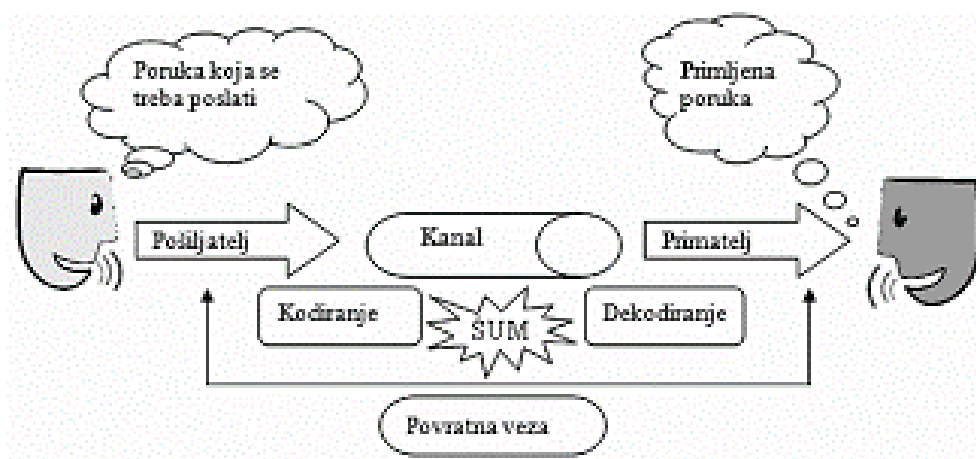 Poruka koja se
treba poslati
Primljena
poruka
Pošiljatelj
Kanal
Primatelj
Kodiranje
ŠUM
Dekodiranje
Povratna veza